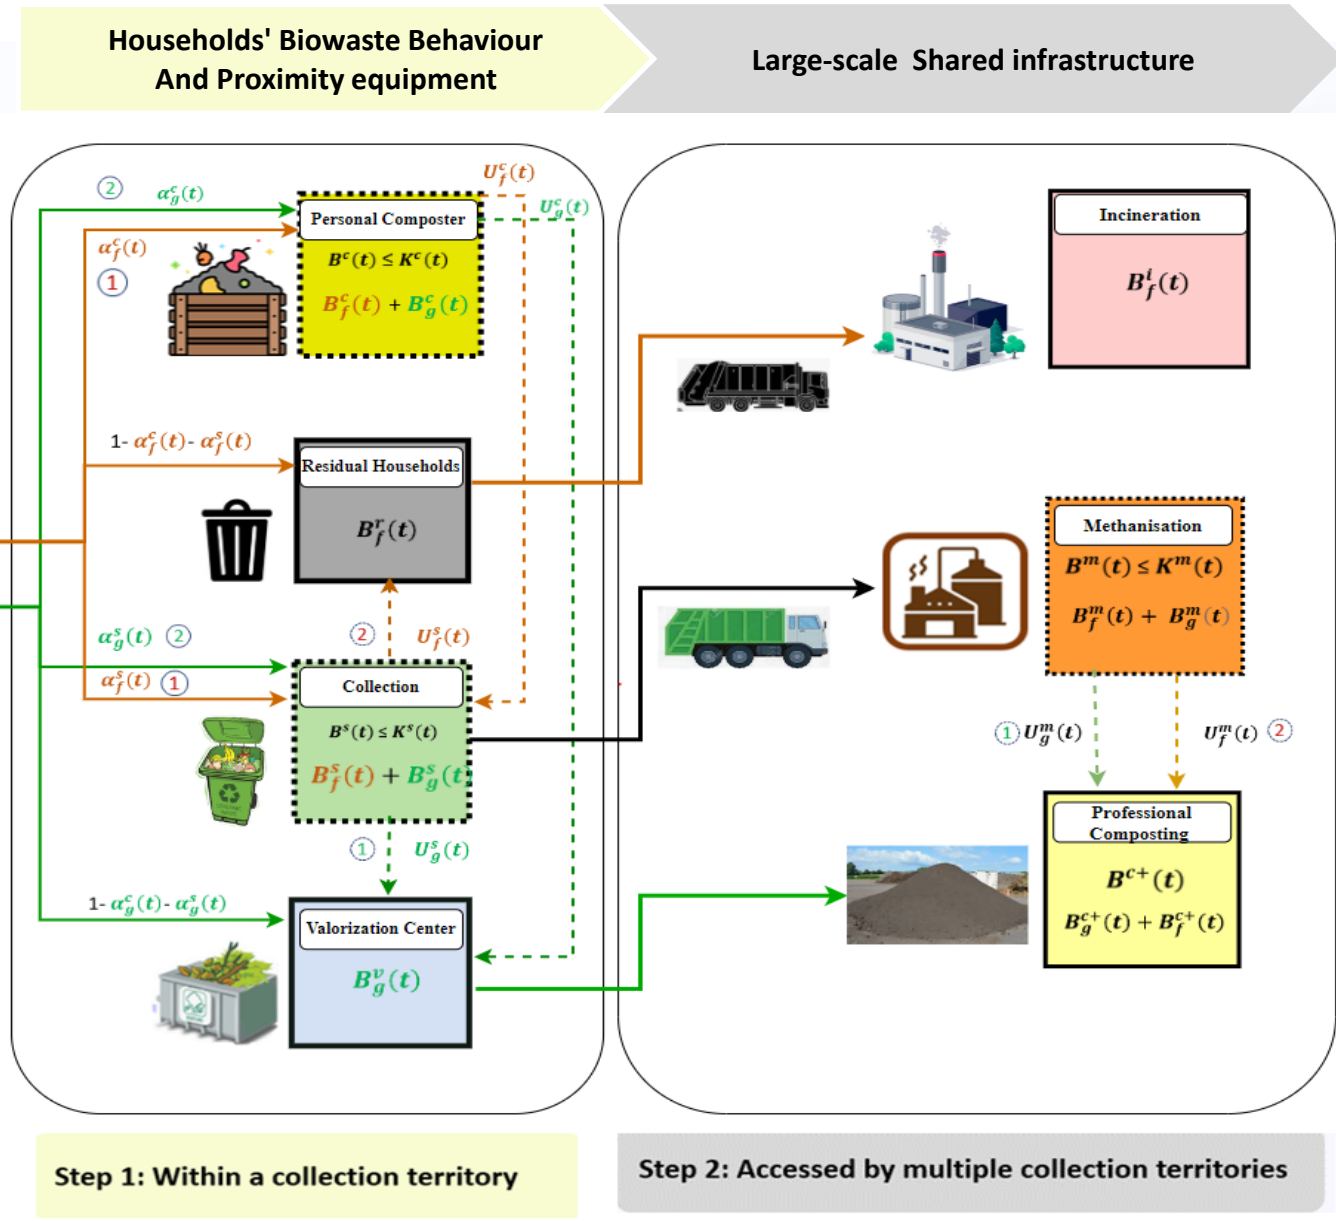 Households' Biowaste Behaviour
And Proximity equipment
Large-scale Shared infrastructure
② α_g^c(t)
α_f^c(t)
①
Personal Composter
B^c(t) ≤ K^c(t)
B_f^c(t) + B_g^c(t)
U_f^c(t)
U_g^c(t)
1- α_f^c(t) - α_f^s(t)
Residual Households
B_f^r(t)
② U_f^s(t)
α_g^s(t) ②
α_f^s(t) ①
Collection
B^s(t) ≤ K^s(t)
B_f^s(t) + B_g^s(t
① U_g^s(t)
1- α_g^c(t) - α_g^s(t)
Valorization Center
B_g^v(t)
Incineration
B_f^i(t)
Methanisation
B^m(t) ≤ K^m(t)
B_f^m(t) + B_g^m(t)
① U_g^m(t)
U_f^m(t) ②
Professional
Composting
B^{c+}(t)
B_g^{c+}(t) + B_f^{c+}(t)
Step 1: Within a collection territory
Step 2: Accessed by multiple collection territories